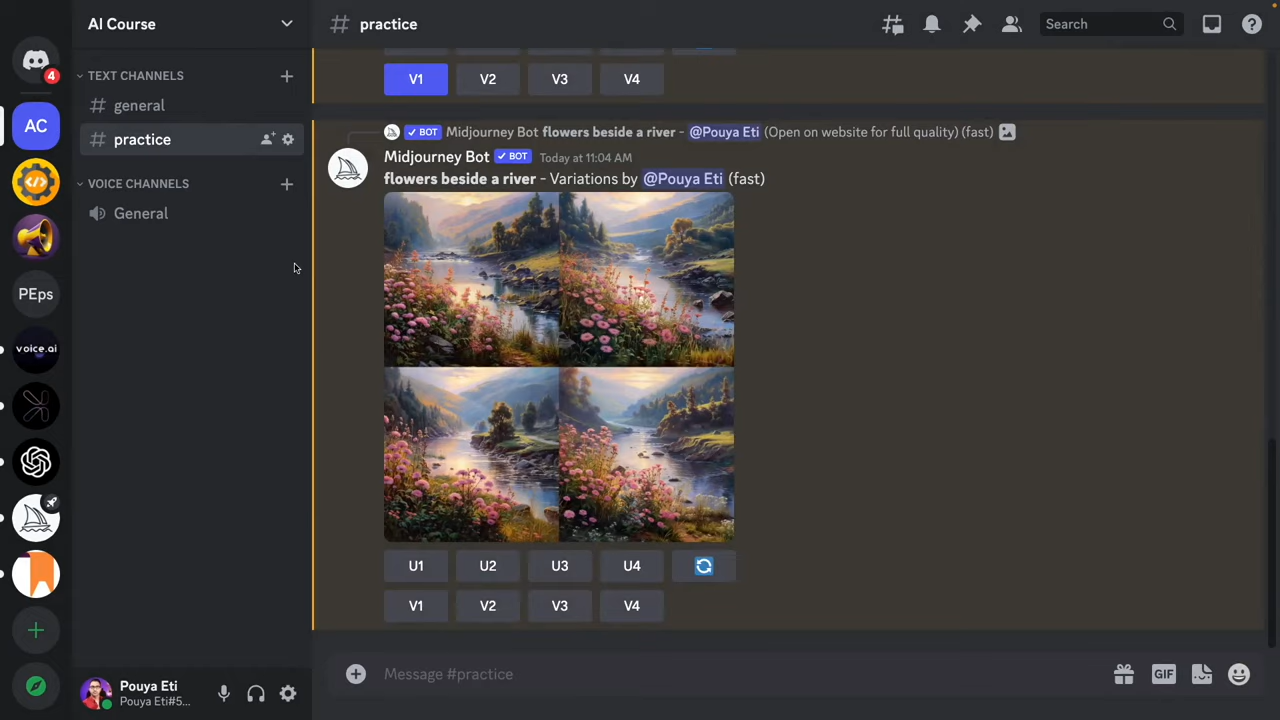 AI Course
practice
Search
4
TEXT CHANNELS
general
V1 V2 V3 V4
AC
practice
BOT Midjourney Bot flowers beside a river - @Pouya Eti (Open on website for full quality) (fast)
Midjourney Bot BOT Today at 11:04 AM
flowers beside a river - Variations by @Pouya Eti (fast)
VOICE CHANNELS
General
PEps
voice.ai
U1 U2 U3 U4
V1 V2 V3 V4
Message #practice
GIF
Pouya Eti
Pouya Eti#5...